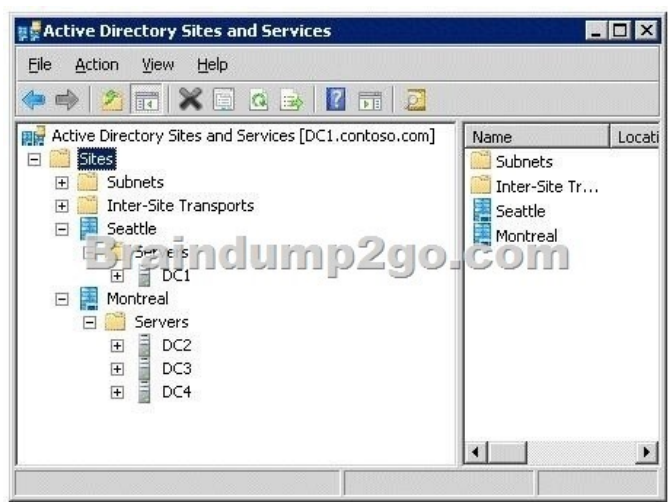 Active Directory Sites and Services
File Action View Help
Active Directory Sites and Services [DC1.contoso.com]
Sites
Subnets
Inter-Site Transports
Seattle
Servers
DC1
Montreal
Servers
DC2
DC3
DC4
Name Locati
Subnets
Inter-Site Tr...
Seattle
Montreal
Braindump2go.com